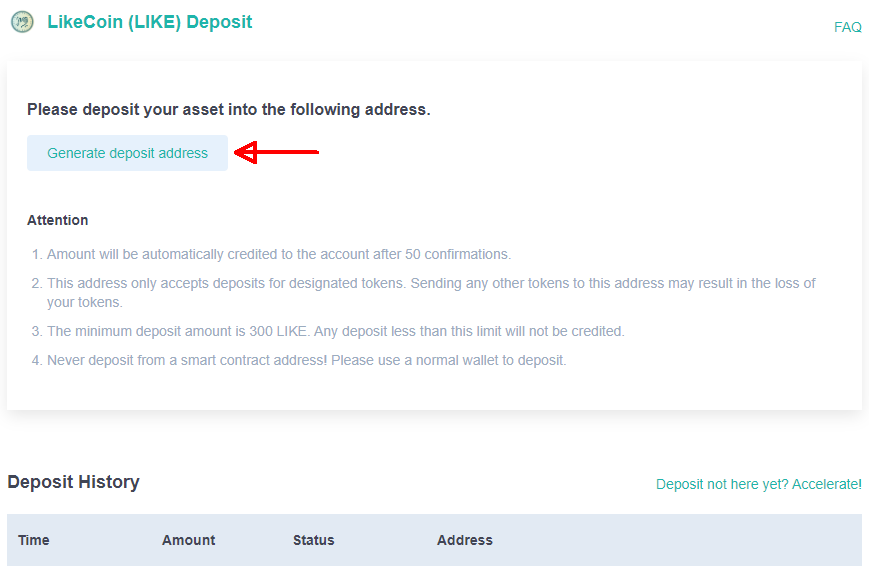 LikeCoin (LIKE) Deposit
FAQ
Please deposit your asset into the following address.
Generate deposit address
Attention
1. Amount will be automatically credited to the account after 50 confirmations.
2. This address only accepts deposits for designated tokens. Sending any other tokens to this address may result in the loss of
your tokens.
3. The minimum deposit amount is 300 LIKE. Any deposit less than this limit will not be credited.
4. Never deposit from a smart contract address! Please use a normal wallet to deposit.
Deposit History
Deposit not here yet? Accelerate!
Time Amount Status Address